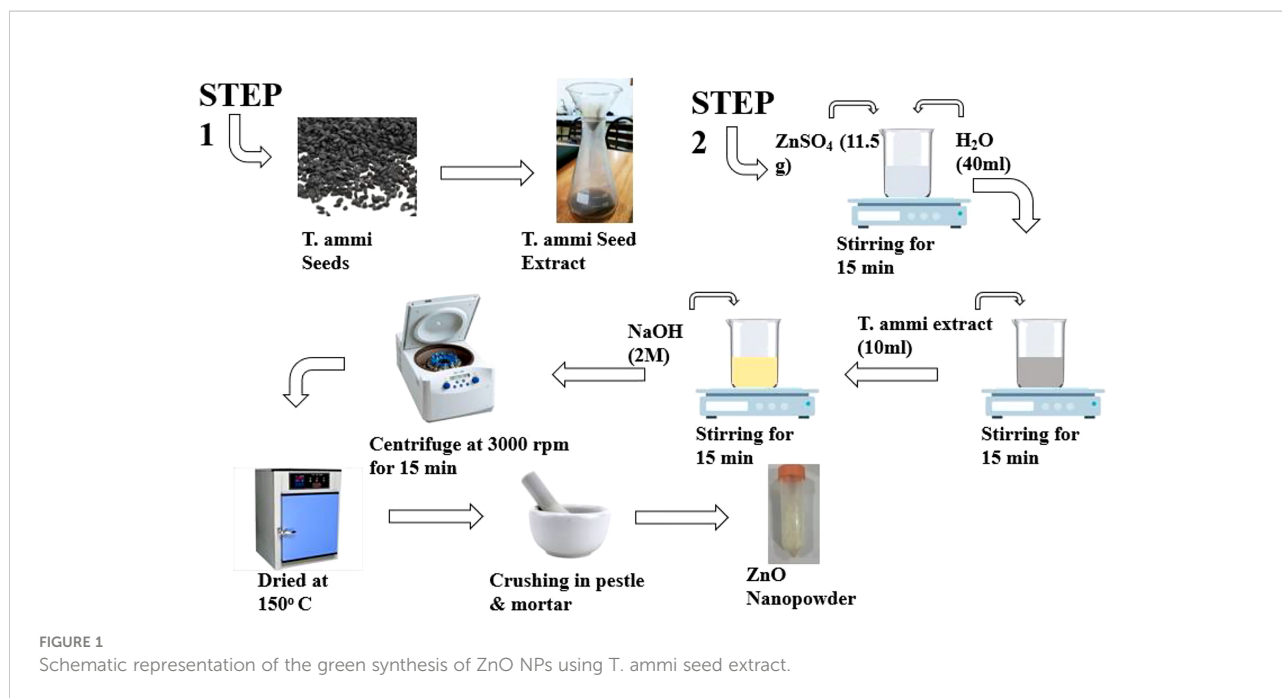 STEP
1
T. ammi
Seeds
T. ammi Seed
Extract
STEP
2
ZnSO₄ (11.5
g)
H₂O
(40ml)
Stirring for
15 min
T. ammi extract
(10ml)
Stirring for
15 min
NaOH
(2M)
Stirring for
15 min
Centrifuge at 3000 rpm
for 15 min
Dried at
150° C
Crushing in pestle
& mortar
ZnO
Nanopowder
FIGURE 1
Schematic representation of the green synthesis of ZnO NPs using T. ammi seed extract.